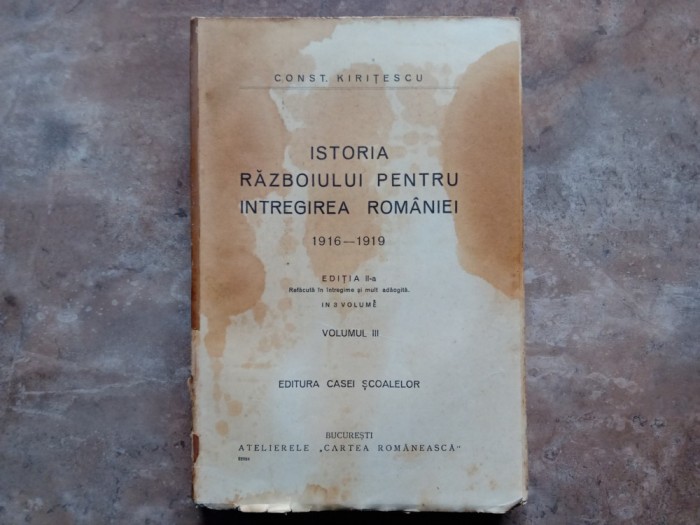 CONST. KIRIȚESCU
ISTORIA
RĂZBOIULUI PENTRU
INTREGIREA ROMÂNIEI
1916—1919
EDIȚIA II-a
Refăcută în întregime și mult adăogită.
IN 3 VOLUME
VOLUMUL III
EDITURA CASEI ȘCOALELOR
BUCUREȘTI
ATELIERELE „CARTEA ROMÂNEASCĂ”